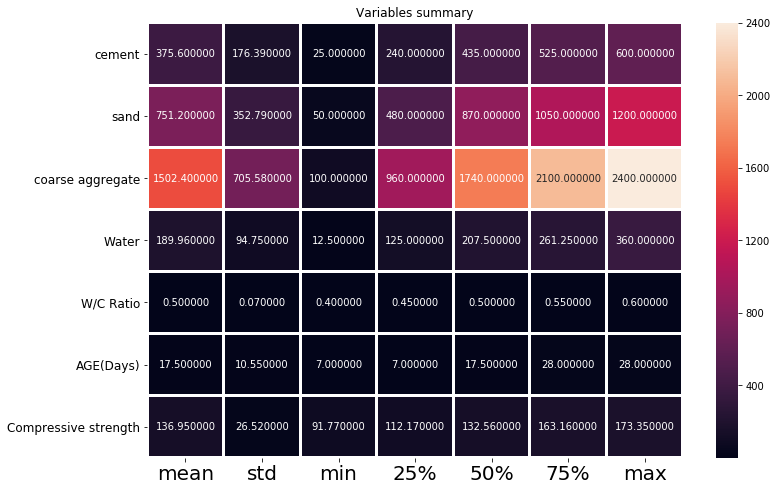 Variables summary
cement 375.600000 176.390000 25.000000 240.000000 435.000000 525.000000 600.000000
sand 751.200000 352.790000 50.000000 480.000000 870.000000 1050.000000 1200.000000
coarse aggregate 1502.400000 705.580000 100.000000 960.000000 1740.000000 2100.000000 2400.000000
Water 189.960000 94.750000 12.500000 125.000000 207.500000 261.250000 360.000000
W/C Ratio 0.500000 0.070000 0.400000 0.450000 0.500000 0.550000 0.600000
AGE(Days) 17.500000 10.550000 7.000000 7.000000 17.500000 28.000000 28.000000
Compressive strength 136.950000 26.520000 91.770000 112.170000 132.560000 163.160000 173.350000
mean std min 25% 50% 75% max
2400
2000
1600
1200
800
400